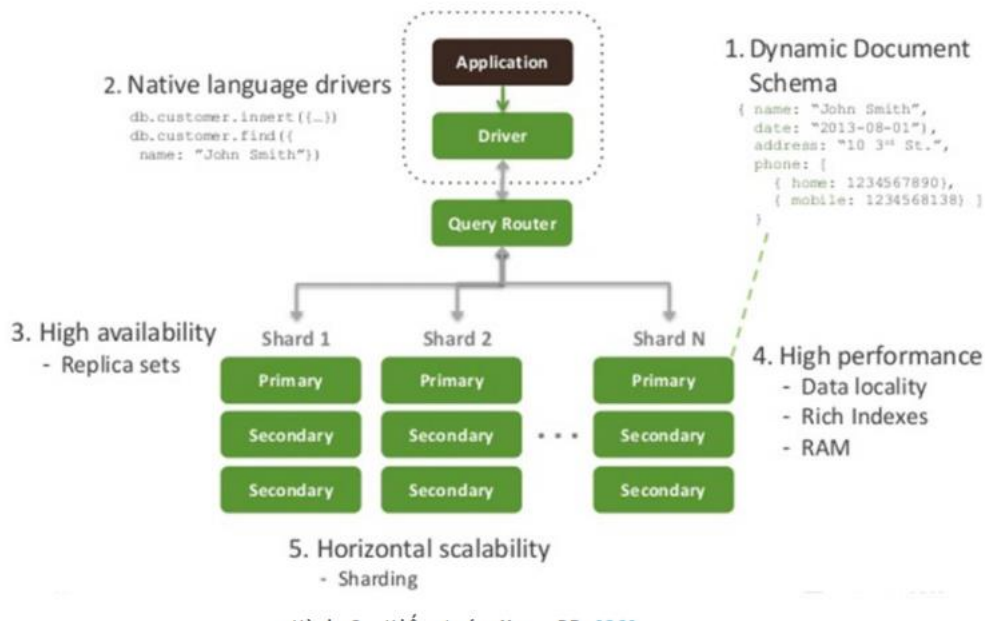 Application
Driver
Query Router
1. Dynamic Document
Schema
{ name: “John Smith”,
date: “2013-08-01”),
address: “10 3rd St.”,
phone: [
{ home: 1234567890},
{ mobile: 1234568138} ]
}
2. Native language drivers
db.customer.insert({…})
db.customer.find({
name: “John Smith”})
3. High availability
- Replica sets
Shard 1
Primary
Secondary
Secondary
Shard 2
Primary
Secondary
Secondary
...
Shard N
Primary
Secondary
Secondary
4. High performance
- Data locality
- Rich Indexes
- RAM
5. Horizontal scalability
- Sharding